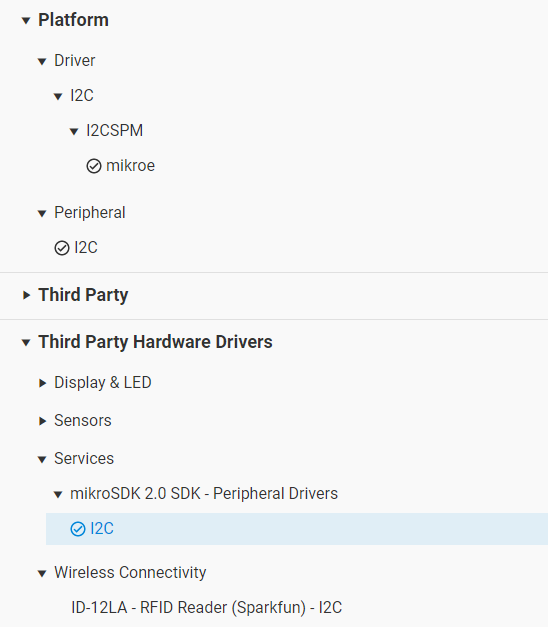 Platform
Driver
I2C
I2CSPM
mikroe
Peripheral
I2C
Third Party
Third Party Hardware Drivers
Display & LED
Sensors
Services
mikroSDK 2.0 SDK - Peripheral Drivers
I2C
Wireless Connectivity
ID-12LA - RFID Reader (Sparkfun) - I2C